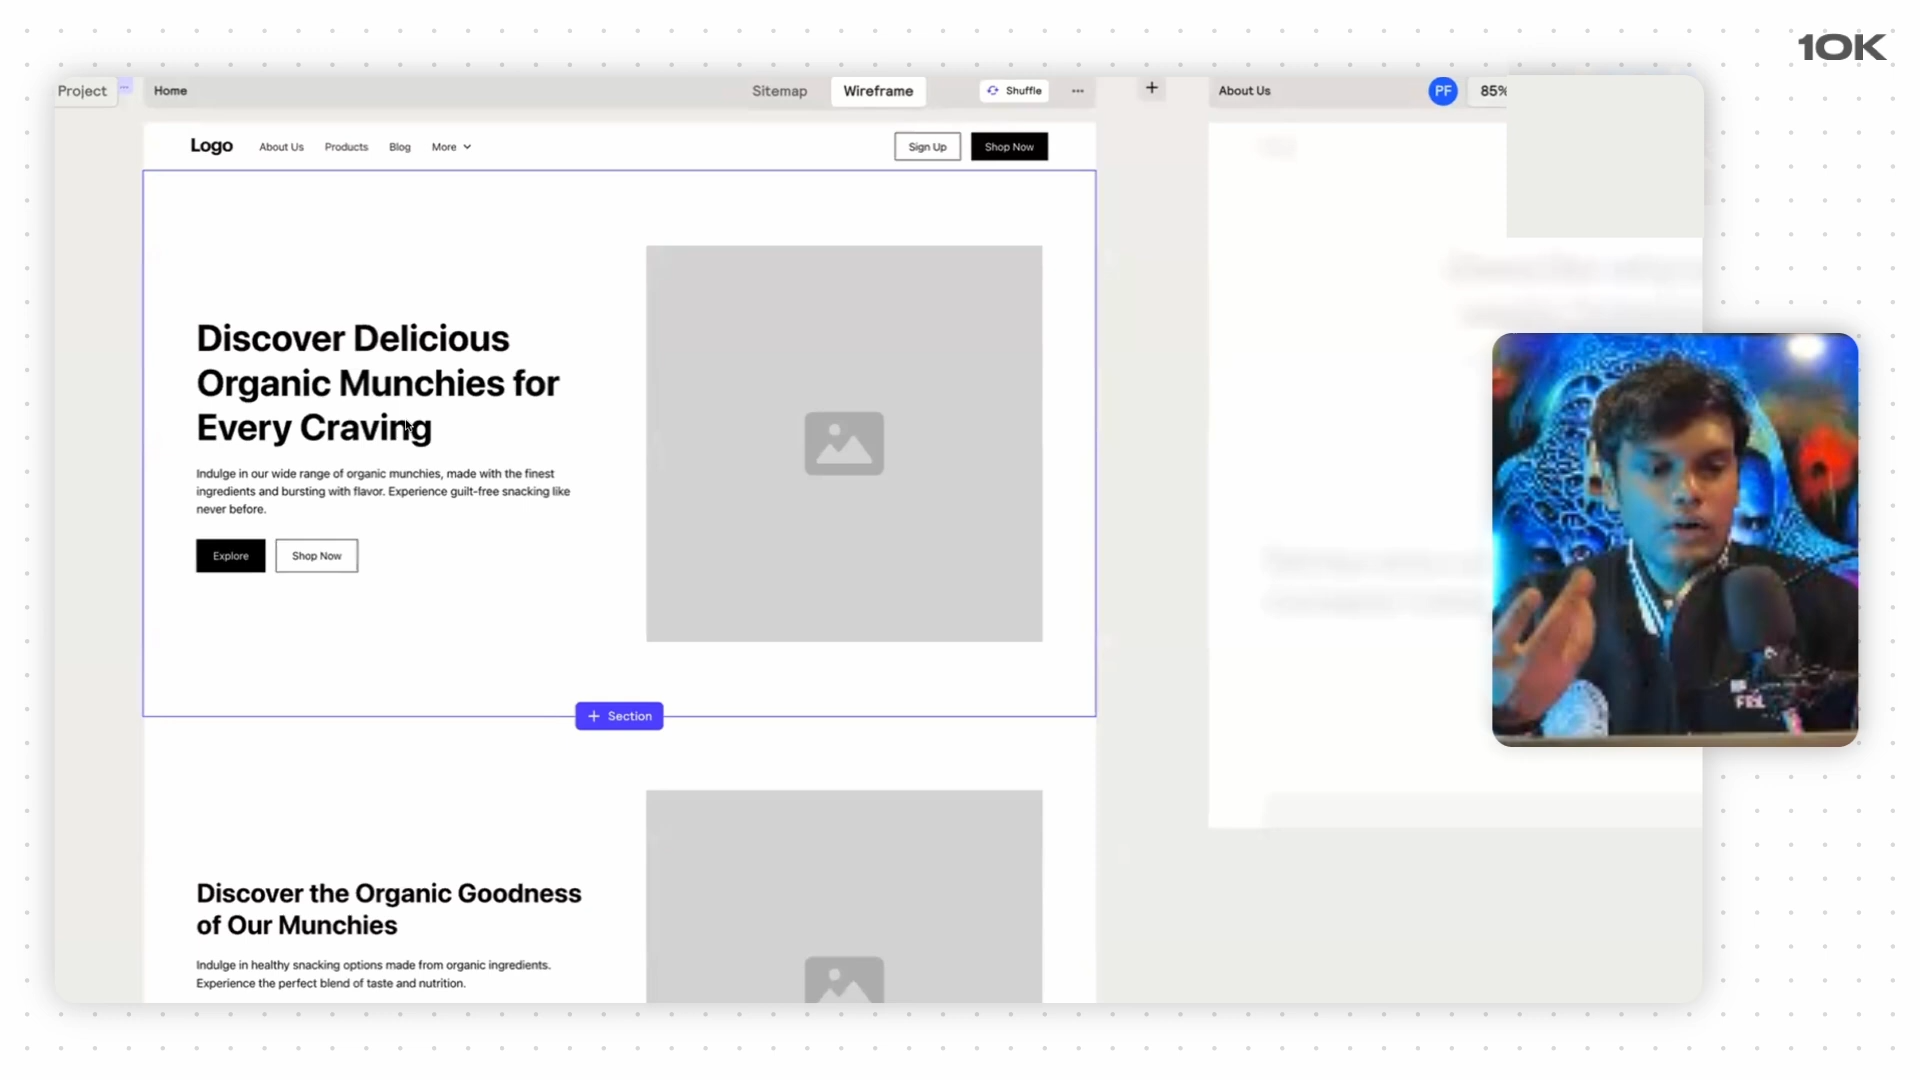 10K
Project
Home
Sitemap
Wireframe
Shuffle
About Us
PF
85%
Logo
About Us
Products
Blog
More
Sign Up
Shop Now
Discover Delicious
Organic Munchies for
Every Craving
Indulge in our wide range of organic munchies, made with the finest
ingredients and bursting with flavor. Experience guilt-free snacking like
never before.
Explore
Shop Now
+ Section
Discover the Organic Goodness
of Our Munchies
Indulge in healthy snacking options made from organic ingredients.
Experience the perfect blend of taste and nutrition.